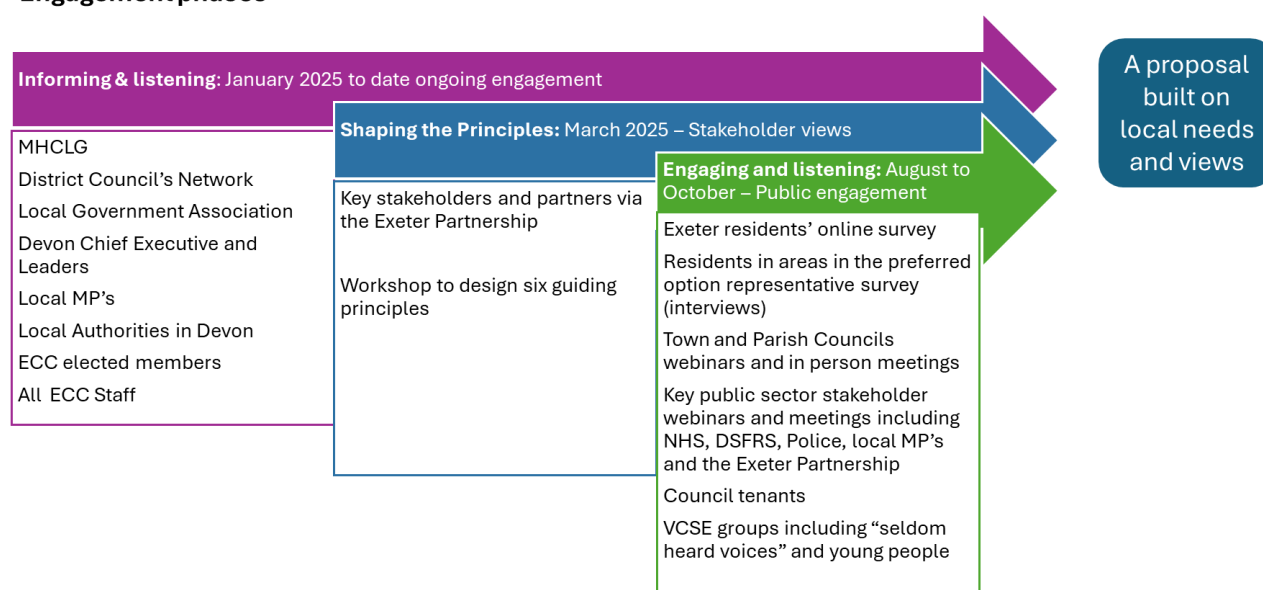 Engagement phases
Informing & listening: January 2025 to date ongoing engagement
MHCLG
District Council’s Network
Local Government Association
Devon Chief Executive and
Leaders
Local MP’s
Local Authorities in Devon
ECC elected members
All ECC Staff
Shaping the Principles: March 2025 – Stakeholder views
Key stakeholders and partners via
the Exeter Partnership
Workshop to design six guiding
principles
Engaging and listening: August to
October – Public engagement
Exeter residents’ online survey
Residents in areas in the preferred
option representative survey
(interviews)
Town and Parish Councils
webinars and in person meetings
Key public sector stakeholder
webinars and meetings including
NHS, DSFRS, Police, local MP’s
and the Exeter Partnership
Council tenants
VCSE groups including “seldom
heard voices” and young people
A proposal
built on
local needs
and views